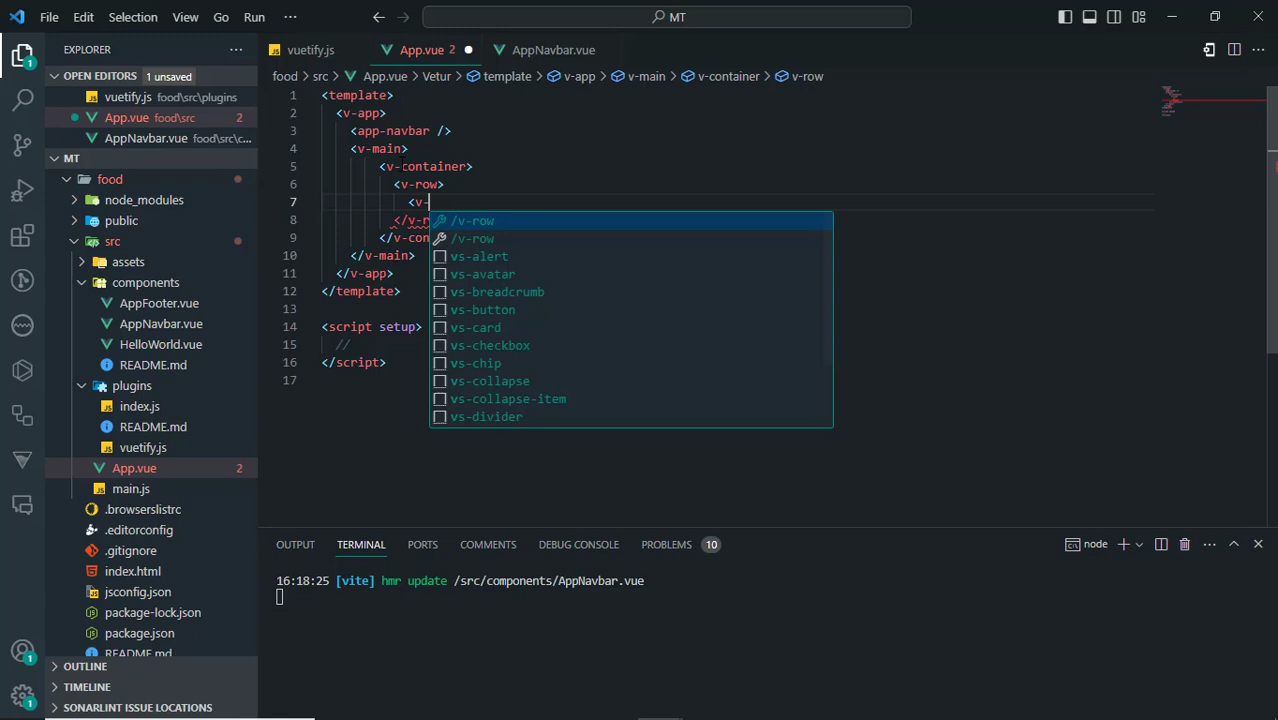 File Edit Selection View Go Run ··· MT
EXPLORER
OPEN EDITORS 1 unsaved
vuetify.js food\src\plugins
App.vue food\src 2
AppNavbar.vue food\src\c...
MT
food
node_modules
public
src
assets
components
AppFooter.vue
AppNavbar.vue
HelloWorld.vue
README.md
plugins
index.js
README.md
vuetify.js
App.vue 2
main.js
.browserslistrc
.editorconfig
.gitignore
index.html
jsconfig.json
package-lock.json
package.json
README.md
OUTLINE
TIMELINE
SONARLINT ISSUE LOCATIONS
1
1
1
vuetify.js App.vue 2 AppNavbar.vue
food > src > App.vue > Vetur > template > v-app > v-main > v-container > v-row
1 <template>
2 <v-app>
3 <app-navbar />
4 <v-main>
5 <v-container>
6 <v-row>
7 <v-
8 </v-r
9 </v-con
10 </v-main>
11 </v-app>
12 </template>
13
14 <script setup>
15 //
16 </script>
17
/v-row
/v-row
vs-alert
vs-avatar
vs-breadcrumb
vs-button
vs-card
vs-checkbox
vs-chip
vs-collapse
vs-collapse-item
vs-divider
OUTPUT TERMINAL PORTS COMMENTS DEBUG CONSOLE PROBLEMS 10 node
16:18:25 [vite] hmr update /src/components/AppNavbar.vue